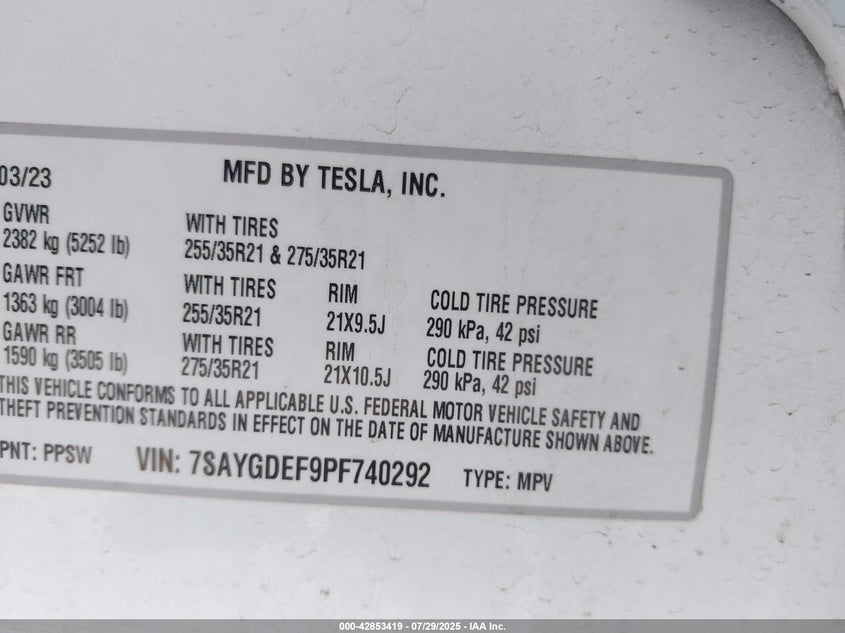 03/23 MFD BY TESLA, INC.
GVWR WITH TIRES
2382 kg (5252 lb) 255/35R21 & 275/35R21
GAWR FRT WITH TIRES RIM COLD TIRE PRESSURE
1363 kg (3004 lb) 255/35R21 21X9.5J 290 kPa, 42 psi
GAWR RR WITH TIRES RIM COLD TIRE PRESSURE
1590 kg (3505 lb) 275/35R21 21X10.5J 290 kPa, 42 psi
THIS VEHICLE CONFORMS TO ALL APPLICABLE U.S. FEDERAL MOTOR VEHICLE SAFETY AND
THEFT PREVENTION STANDARDS IN EFFECT ON THE DATE OF MANUFACTURE SHOWN ABOVE.
PNT: PPSW VIN: 7SAYGDEF9PF740292 TYPE: MPV
000-42853419 - 07/29/2025 - IAA Inc.